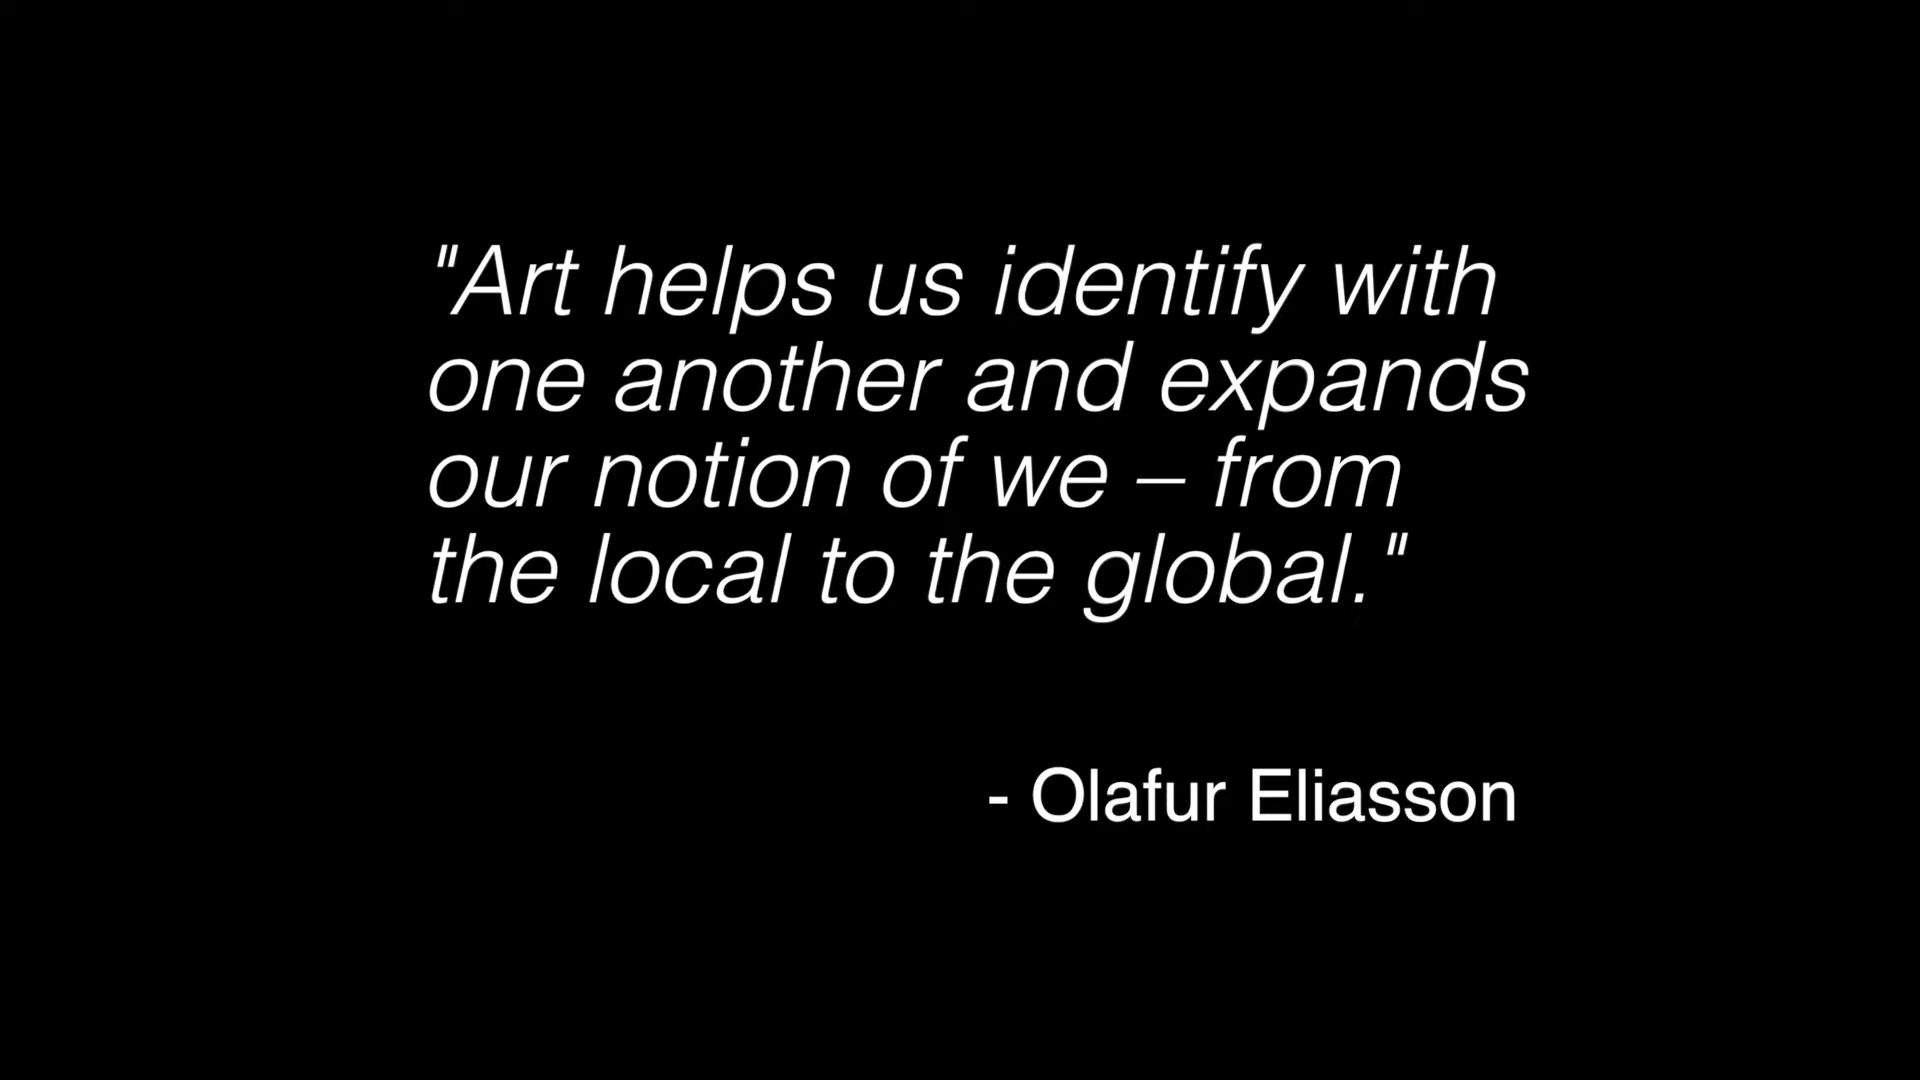 "Art helps us identify with
one another and expands
our notion of we – from
the local to the global."
- Olafur Eliasson